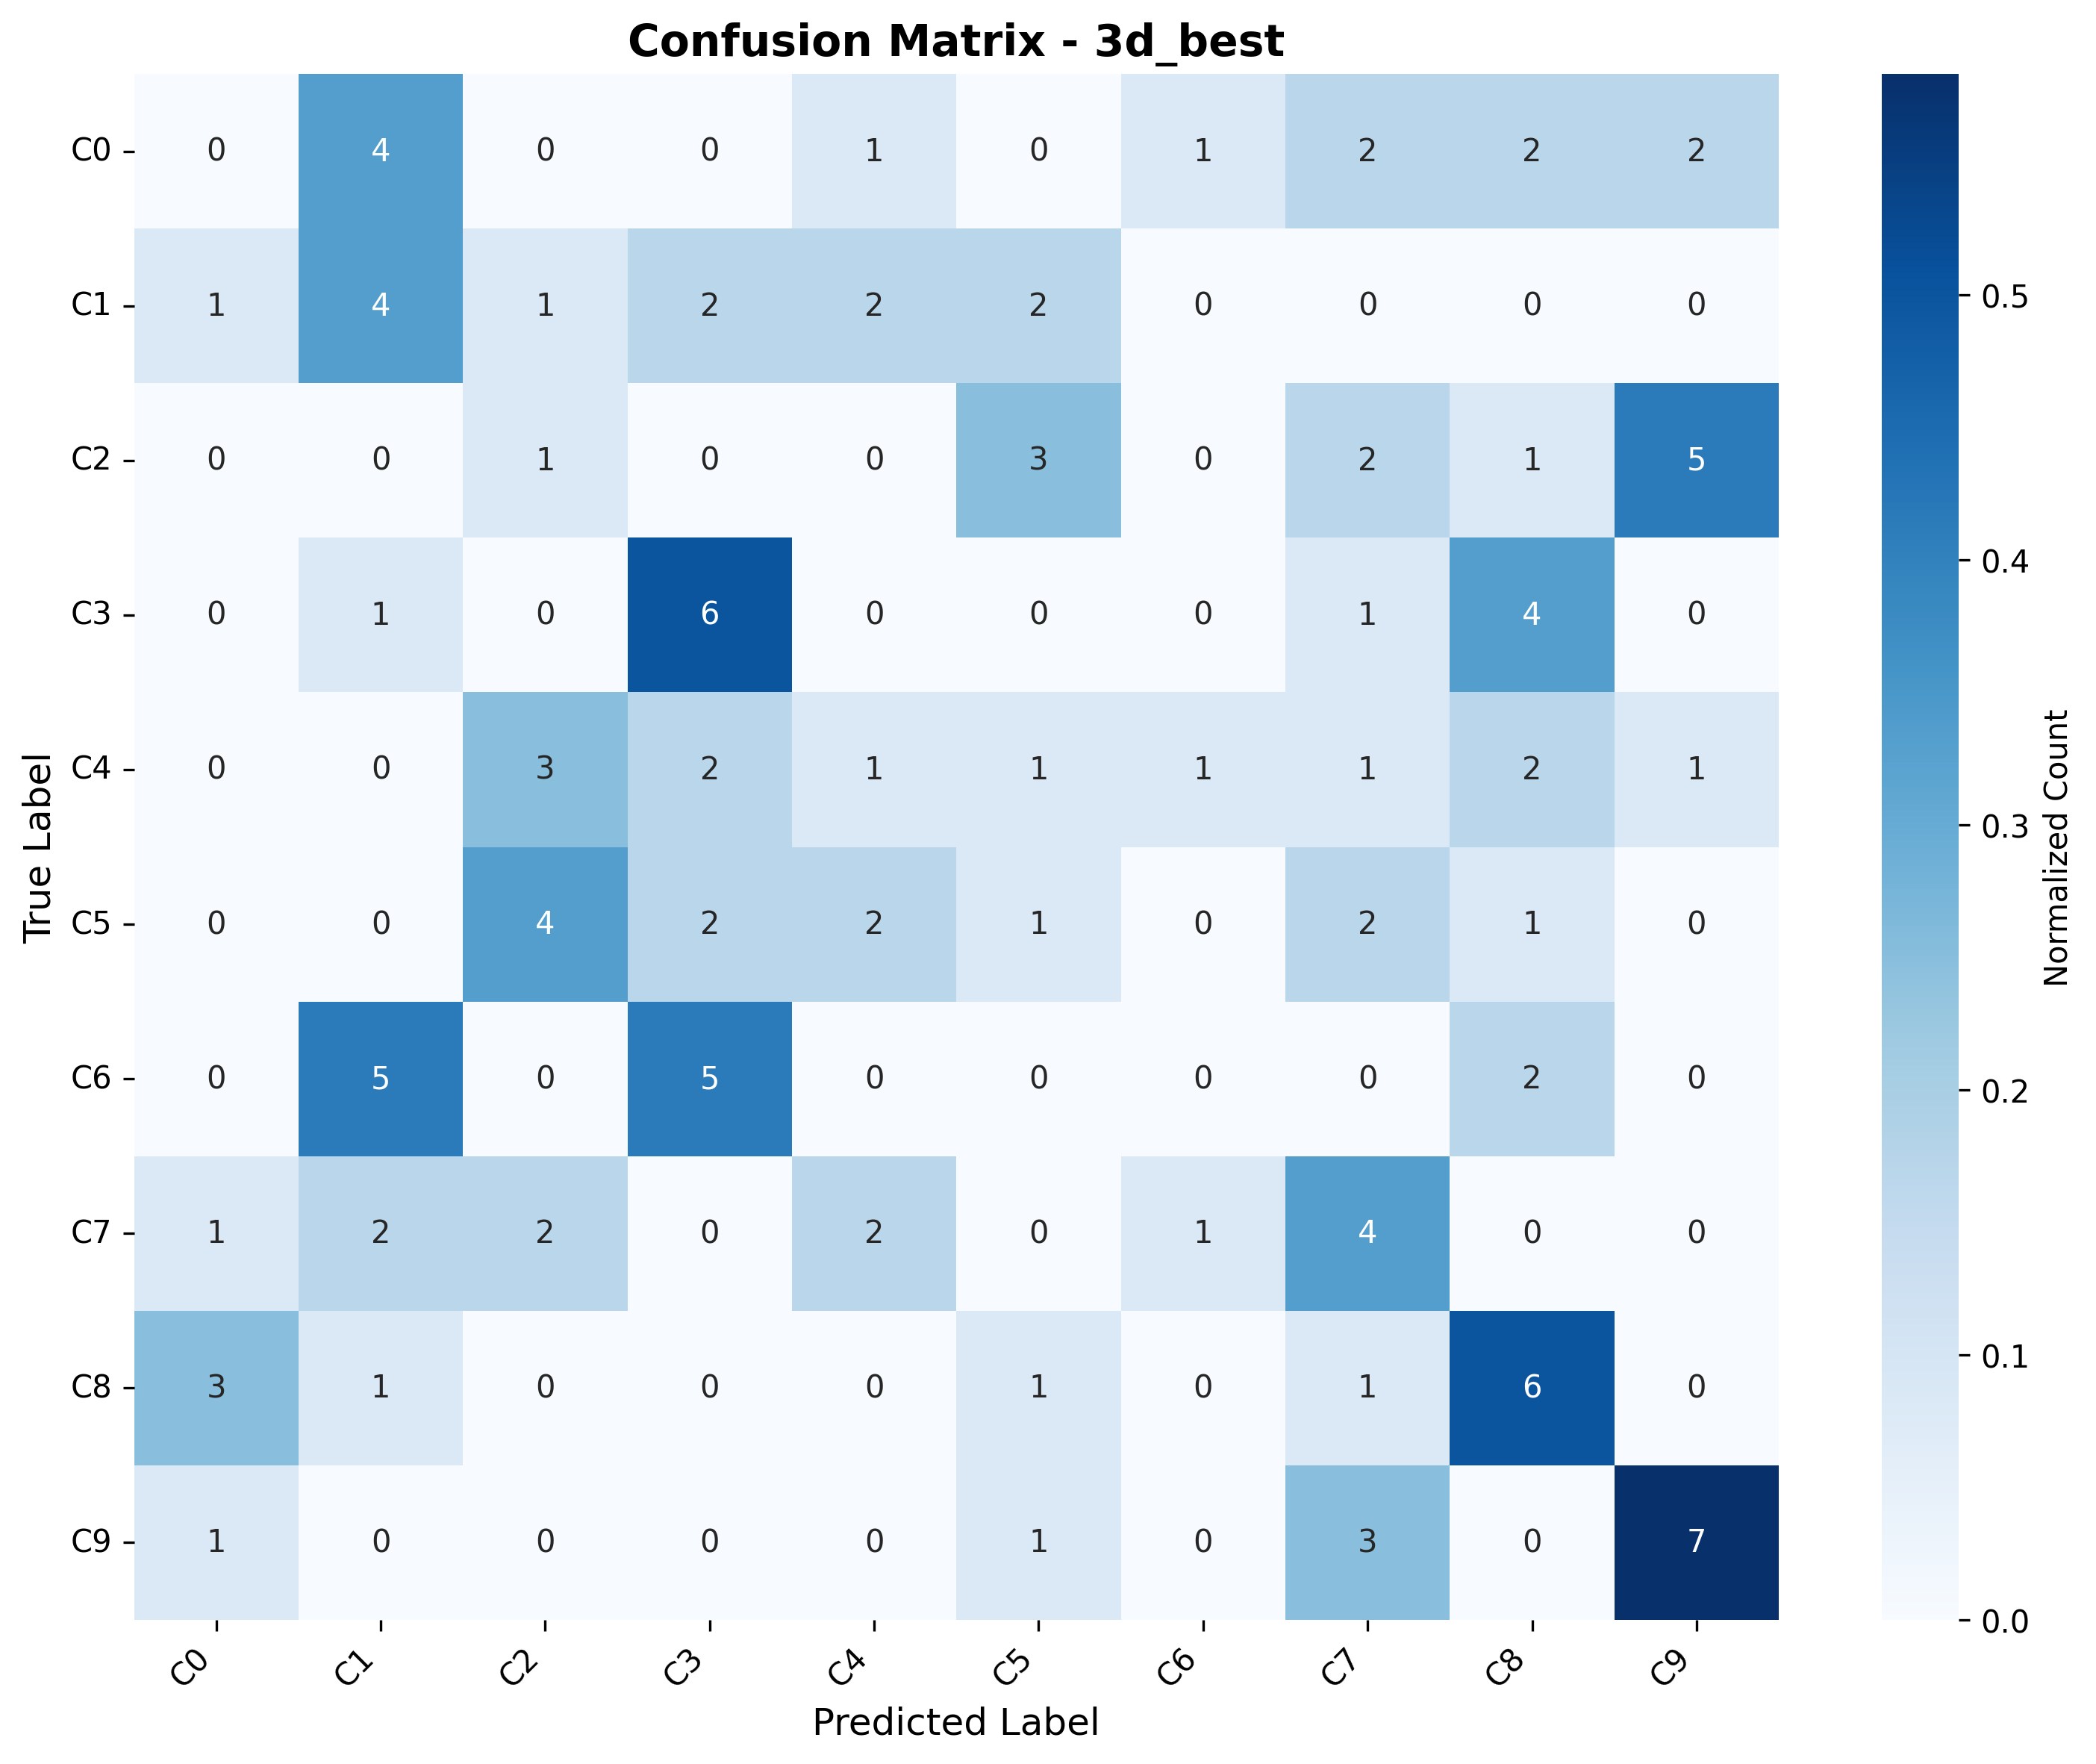 Confusion Matrix - 3d_best
C0 0 4 0 0 1 0 1 2 2 2
C1 1 4 1 2 2 2 0 0 0 0
C2 0 0 1 0 0 3 0 2 1 5
C3 0 1 0 6 0 0 0 1 4 0
C4 0 0 3 2 1 1 1 1 2 1
C5 0 0 4 2 2 1 0 2 1 0
C6 0 5 0 5 0 0 0 0 2 0
C7 1 2 2 0 2 0 1 4 0 0
C8 3 1 0 0 0 1 0 1 6 0
C9 1 0 0 0 0 1 0 3 0 7
C0 C1 C2 C3 C4 C5 C6 C7 C8 C9
Predicted Label
True Label
0.5
0.4
0.3
0.2
0.1
0.0
Normalized Count